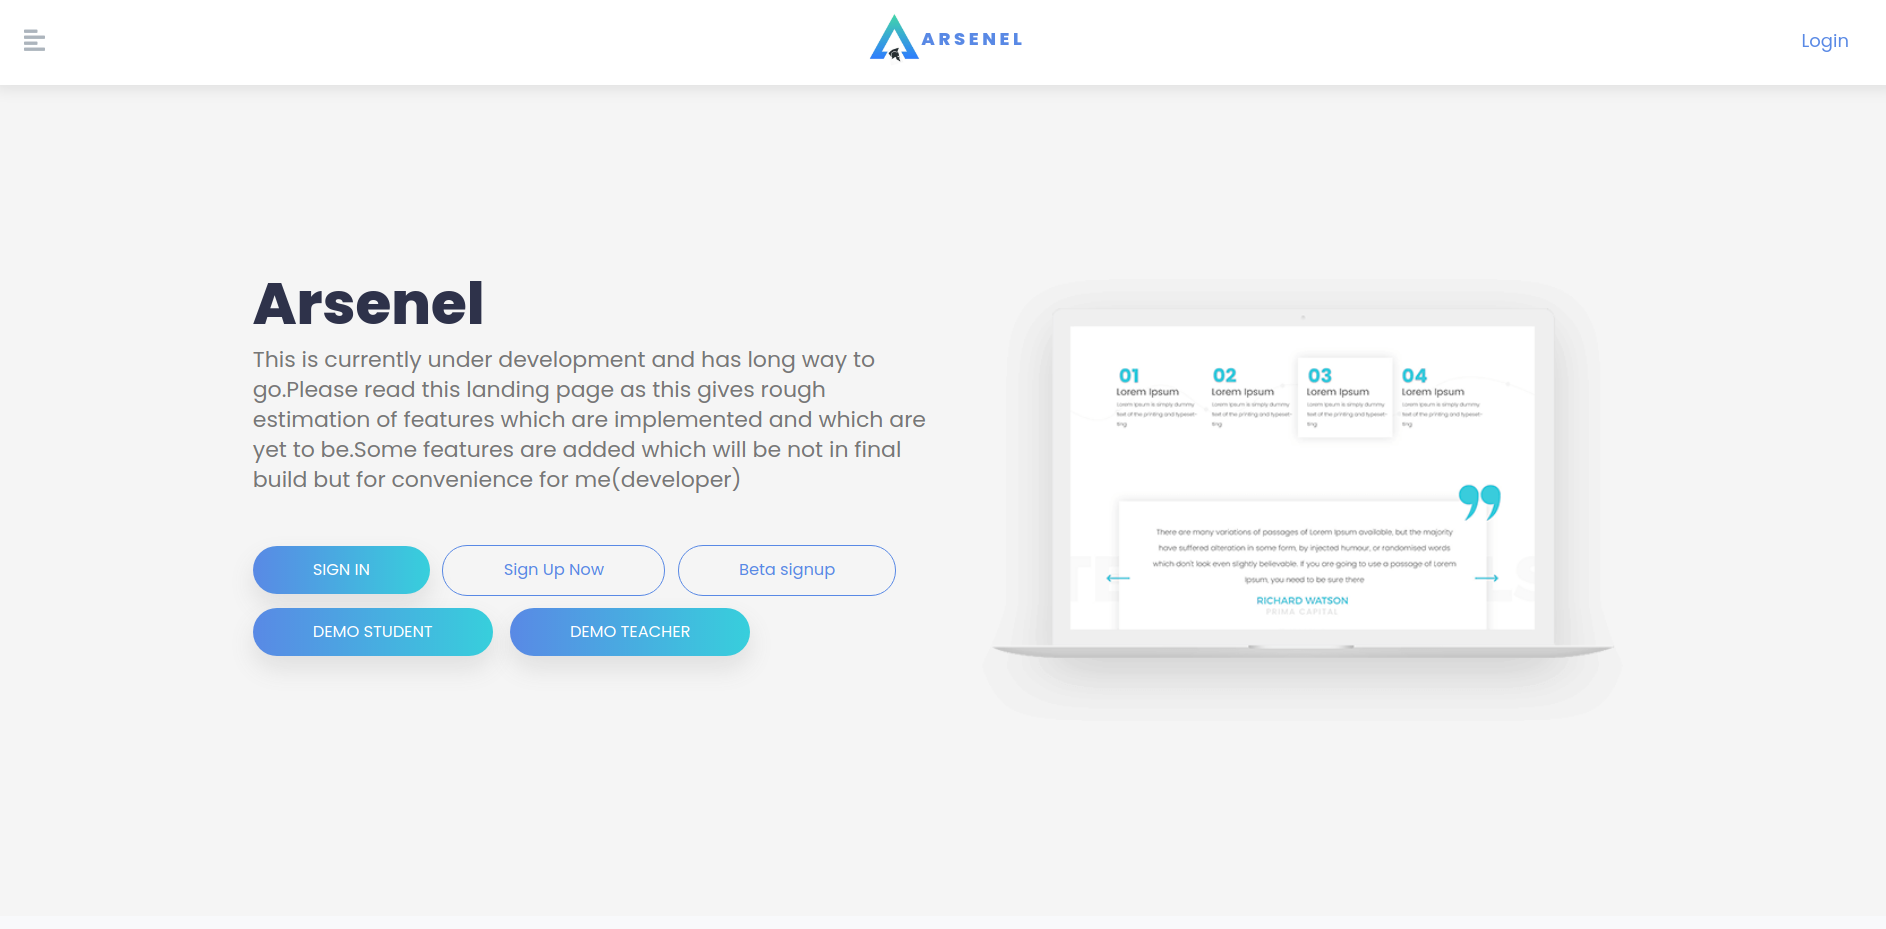 ARSENEL
Login
Arsenel
This is currently under development and has long way to
go.Please read this landing page as this gives rough
estimation of features which are implemented and which are
yet to be.Some features are added which will be not in final
build but for convenience for me(developer)
SIGN IN
Sign Up Now
Beta signup
DEMO STUDENT
DEMO TEACHER
01
02
03
04
Lorem Ipsum
Lorem Ipsum
Lorem Ipsum
Lorem Ipsum
Lorem Ipsum is simply dummy
text of the printing and typeset-
ting
Lorem Ipsum is simply dummy
text of the printing and typeset-
ting
Lorem Ipsum is simply dummy
text of the printing and typeset-
ting
Lorem Ipsum is simply dummy
text of the printing and typeset-
ting
There are many variations of passages of Lorem Ipsum available, but the majority
have suffered alteration in some form, by injected humour, or randomised words
which don't look even slightly believable. If you are going to use a passage of Lorem
Ipsum, you need to be sure there
RICHARD WATSON
PRIMA CAPITAL